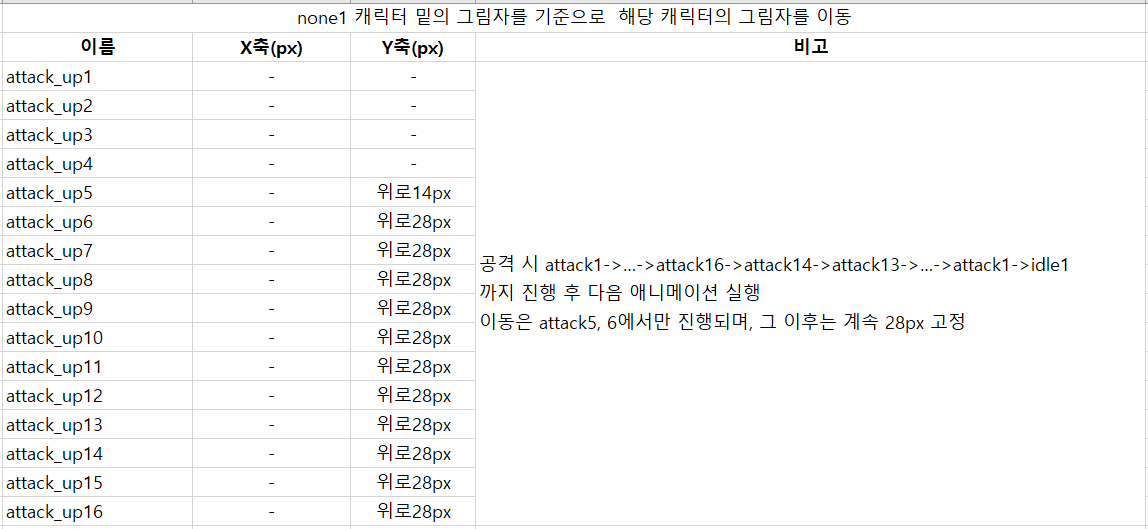 none1 캐릭터 밑의 그림자를 기준으로 해당 캐릭터의 그림자를 이동
이름 X축(px) Y축(px) 비고
attack_up1 - -
attack_up2 - -
attack_up3 - -
attack_up4 - -
attack_up5 - 위로14px
attack_up6 - 위로28px
attack_up7 - 위로28px
attack_up8 - 위로28px
attack_up9 - 위로28px
attack_up10 - 위로28px
attack_up11 - 위로28px
attack_up12 - 위로28px
attack_up13 - 위로28px
attack_up14 - 위로28px
attack_up15 - 위로28px
attack_up16 - 위로28px
공격 시 attack1->...->attack16->attack14->attack13->...->attack1->idle1
까지 진행 후 다음 애니메이션 실행
이동은 attack5, 6에서만 진행되며, 그 이후는 계속 28px 고정